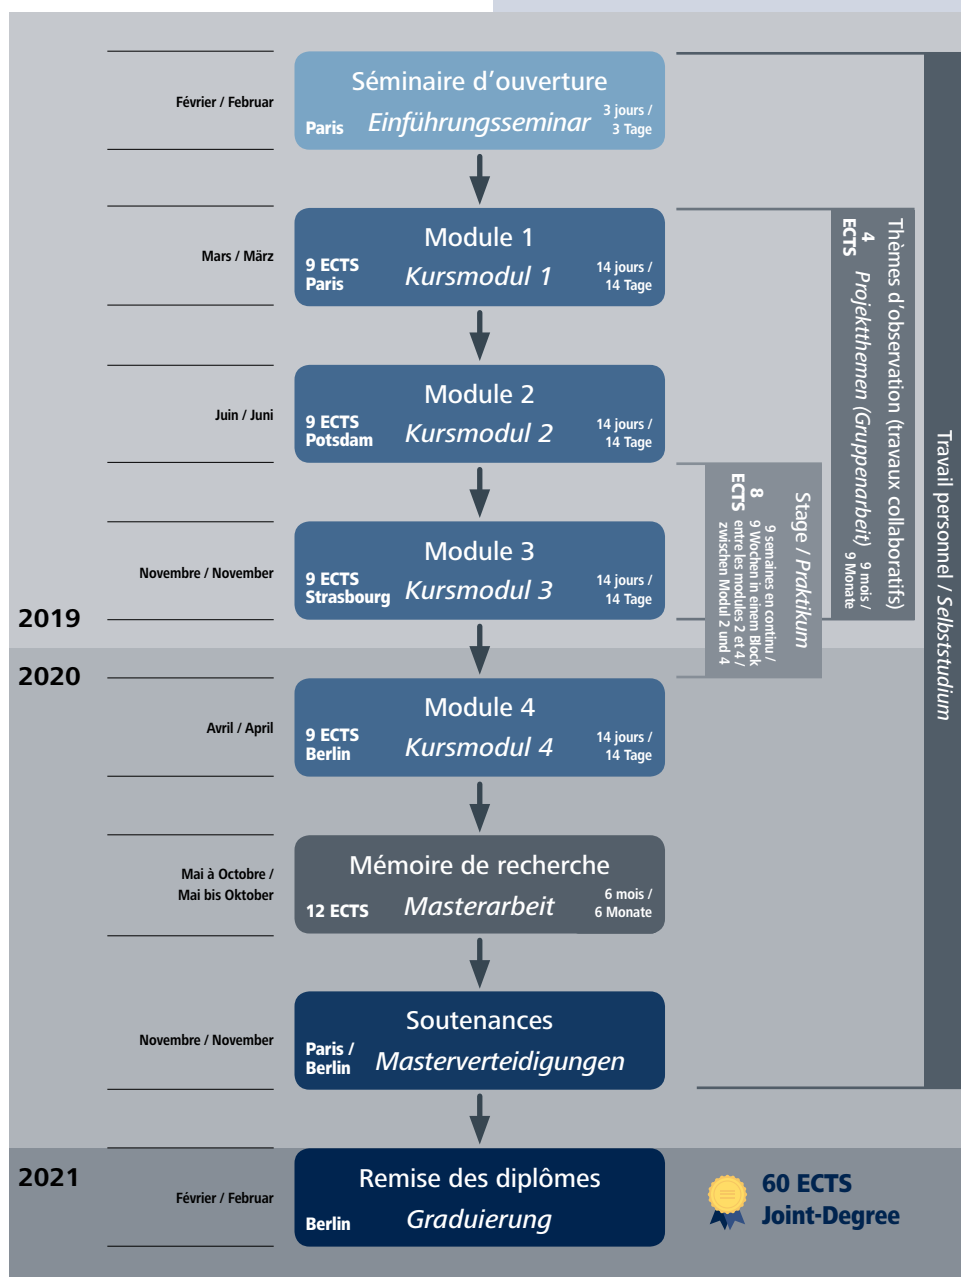 Février / Februar
Séminaire d'ouverture
Paris
Einführungsseminar
3 jours /
3 Tage
Mars / März
Module 1
9 ECTS
Paris
Kursmodul 1
14 jours /
14 Tage
Juin / Juni
Module 2
9 ECTS
Potsdam
Kursmodul 2
14 jours /
14 Tage
Novembre / November
Module 3
9 ECTS
Strasbourg
Kursmodul 3
14 jours /
14 Tage
2019
2020
Avril / April
Module 4
9 ECTS
Berlin
Kursmodul 4
14 jours /
14 Tage
Mai à Octobre /
Mai bis Oktober
Mémoire de recherche
12 ECTS
Masterarbeit
6 mois /
6 Monate
Novembre / November
Soutenances
Paris /
Berlin
Masterverteidigungen
2021
Février / Februar
Remise des diplômes
Berlin
Graduierung
60 ECTS
Joint-Degree
Stage / Praktikum
8
ECTS
9 semaines en continu /
9 Wochen in einem Block
entre les modules 2 et 4 /
zwischen Modul 2 und 4
Thèmes d'observation (travaux collaboratifs)
4
ECTS
Projektthemen (Gruppenarbeit)
9 mois /
9 Monate
Travail personnel / Selbststudium